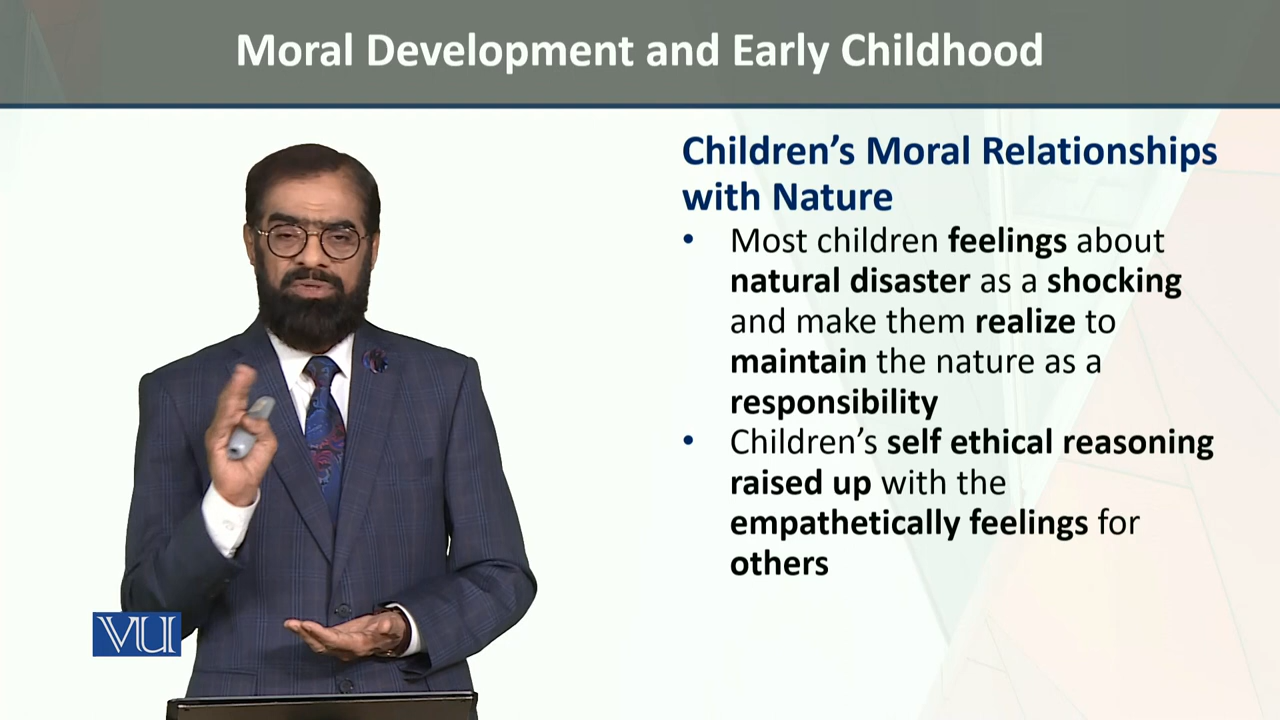 Moral Development and Early Childhood
Children's Moral Relationships
with Nature
• Most children feelings about
natural disaster as a shocking
and make them realize to
maintain the nature as a
responsibility
• Children's self ethical reasoning
raised up with the
empathetically feelings for
others
VU